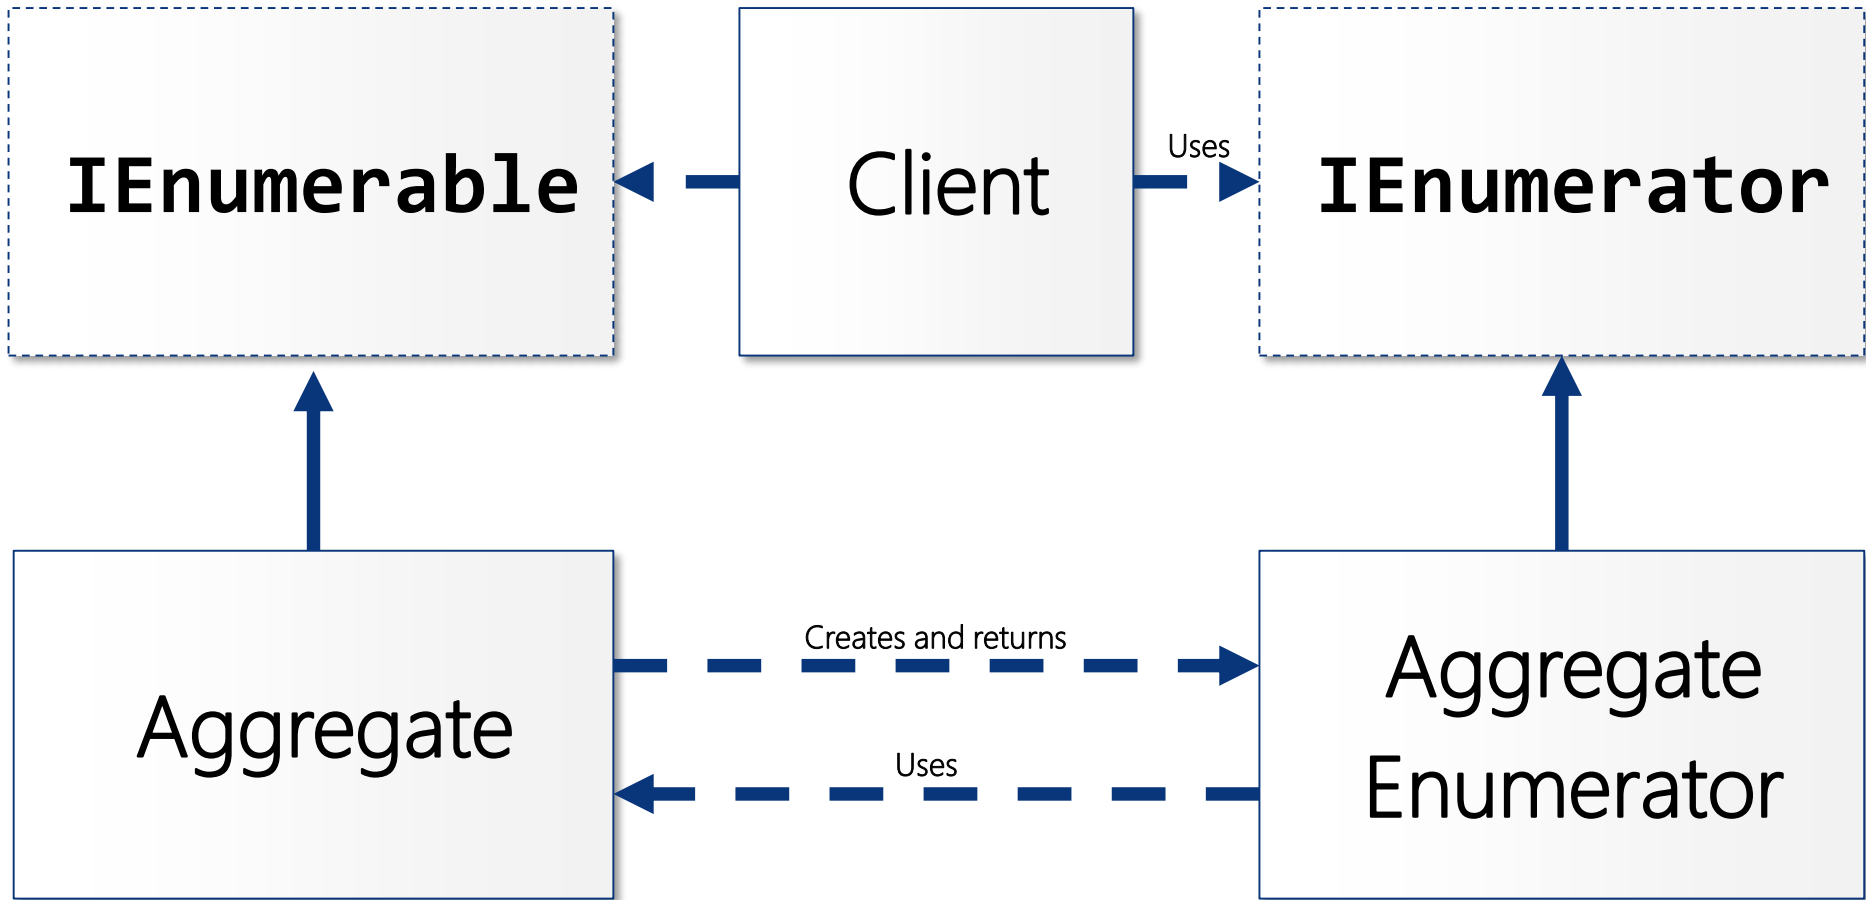 IEnumerable
Client
Uses
IEnumerator
Creates and returns
Aggregate
Uses
Aggregate
Enumerator